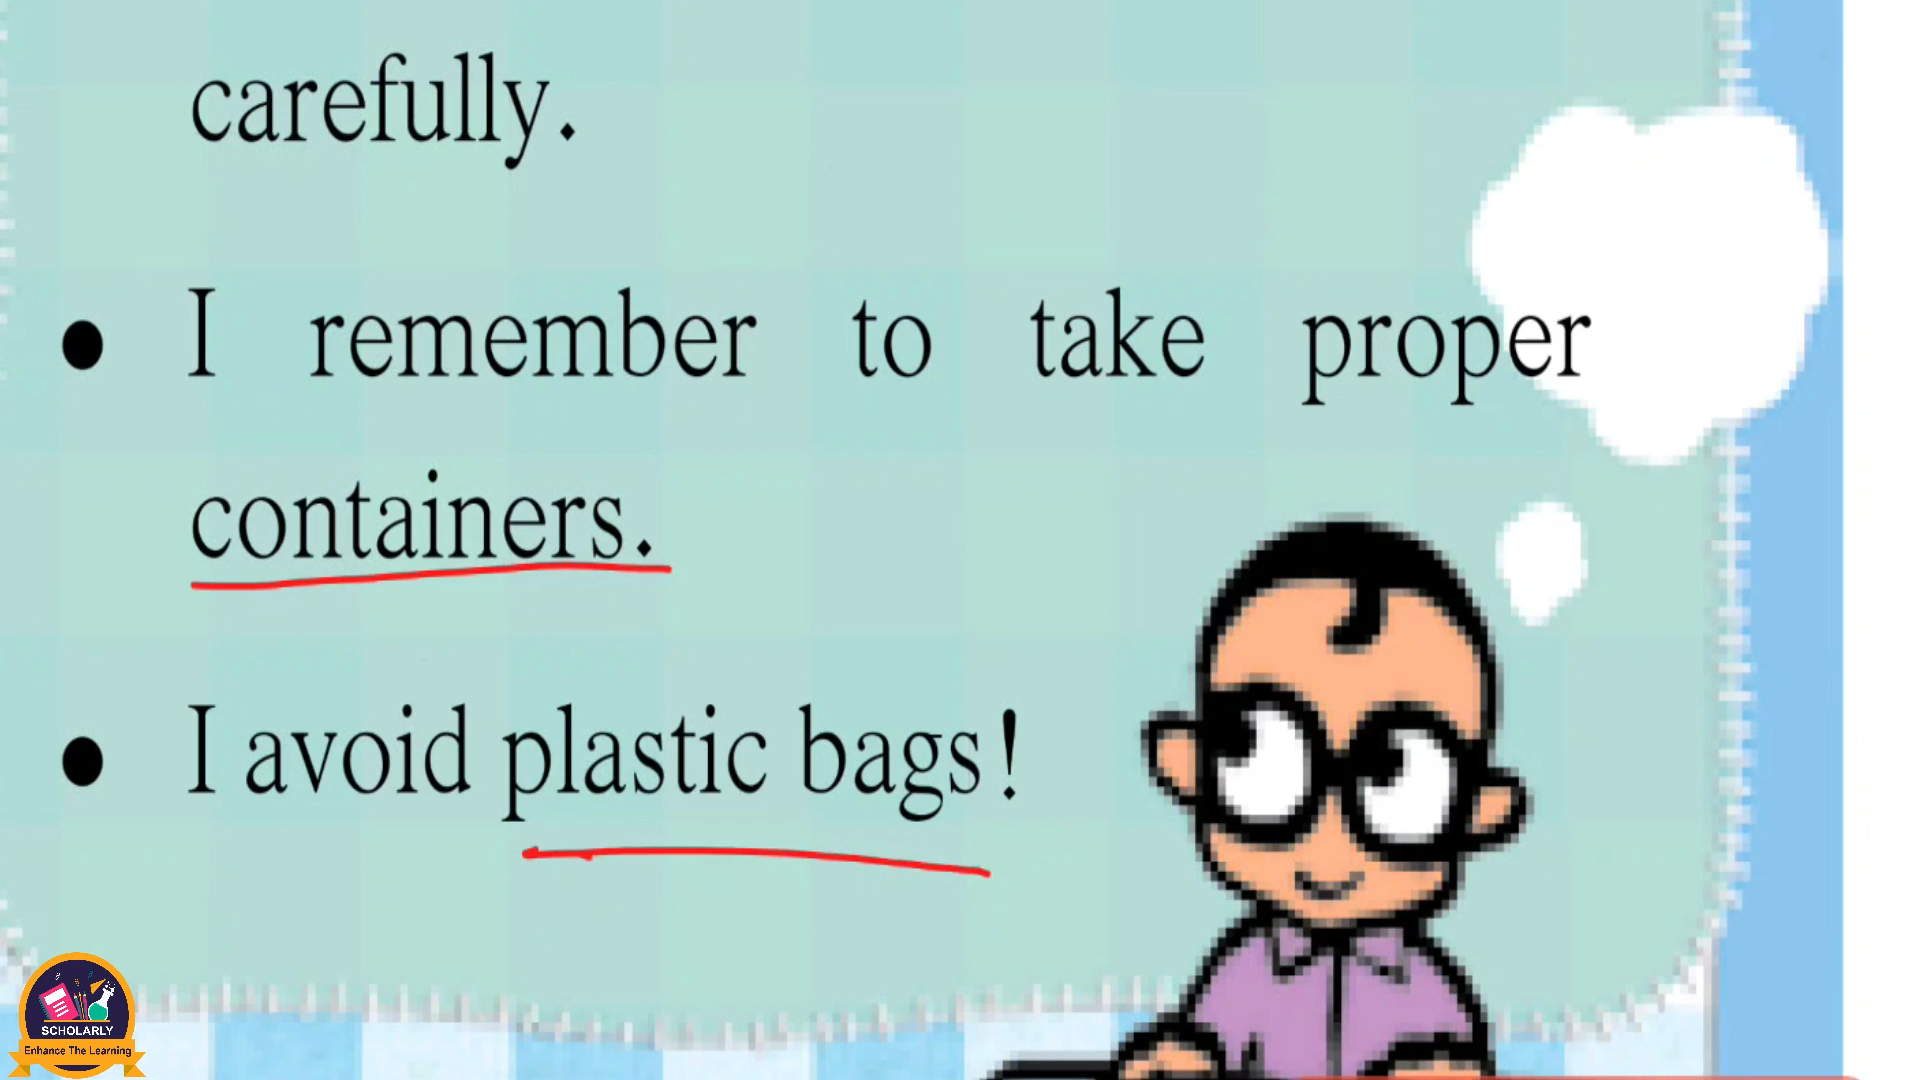 carefully.
● I remember to take proper
containers.
● I avoid plastic bags!
SCHOLARLY
Enhance The Learning